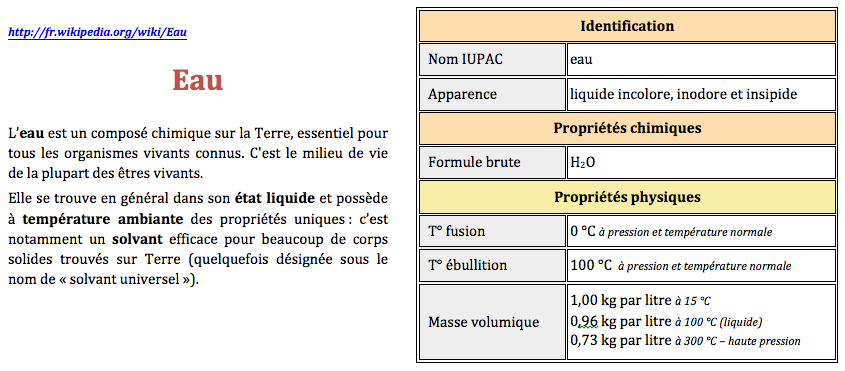 http://fr.wikipedia.org/wiki/Eau
Eau
L'eau est un composé chimique sur la Terre, essentiel pour
tous les organismes vivants connus. C'est le milieu de vie
de la plupart des êtres vivants.
Elle se trouve en général dans son état liquide et possède
à température ambiante des propriétés uniques : c'est
notamment un solvant efficace pour beaucoup de corps
solides trouvés sur Terre (quelquefois désignée sous le
nom de « solvant universel »).
Identification
Nom IUPAC eau
Apparence liquide incolore, inodore et insipide
Propriétés chimiques
Formule brute H₂O
Propriétés physiques
T° fusion 0 °C à pression et température normale
T° ébullition 100 °C à pression et température normale
Masse volumique
1,00 kg par litre à 15 °C
0,96 kg par litre à 100 °C (liquide)
0,73 kg par litre à 300 °C – haute pression